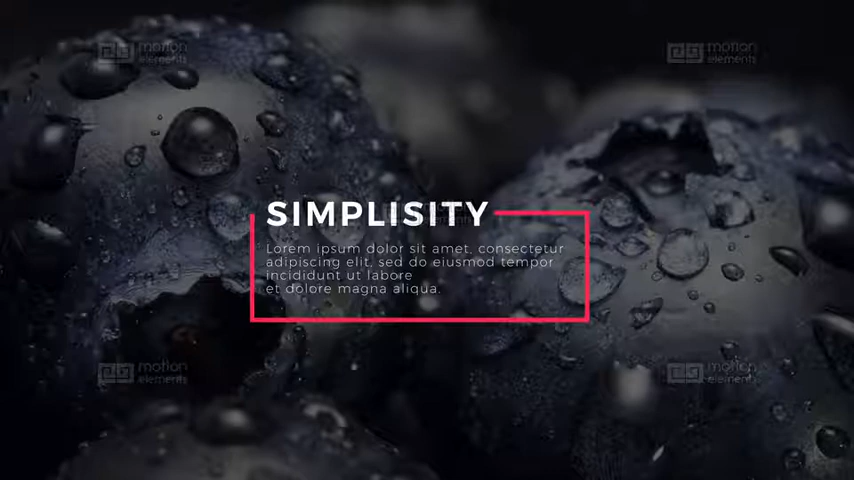 motion
elements
motion
elements
SIMPLISITY
Lorem ipsum dolor sit amet, consectetur
adipiscing elit, sed do eiusmod tempor
incididunt ut labore
et dolore magna aliqua.
motion
elements
motion
elements